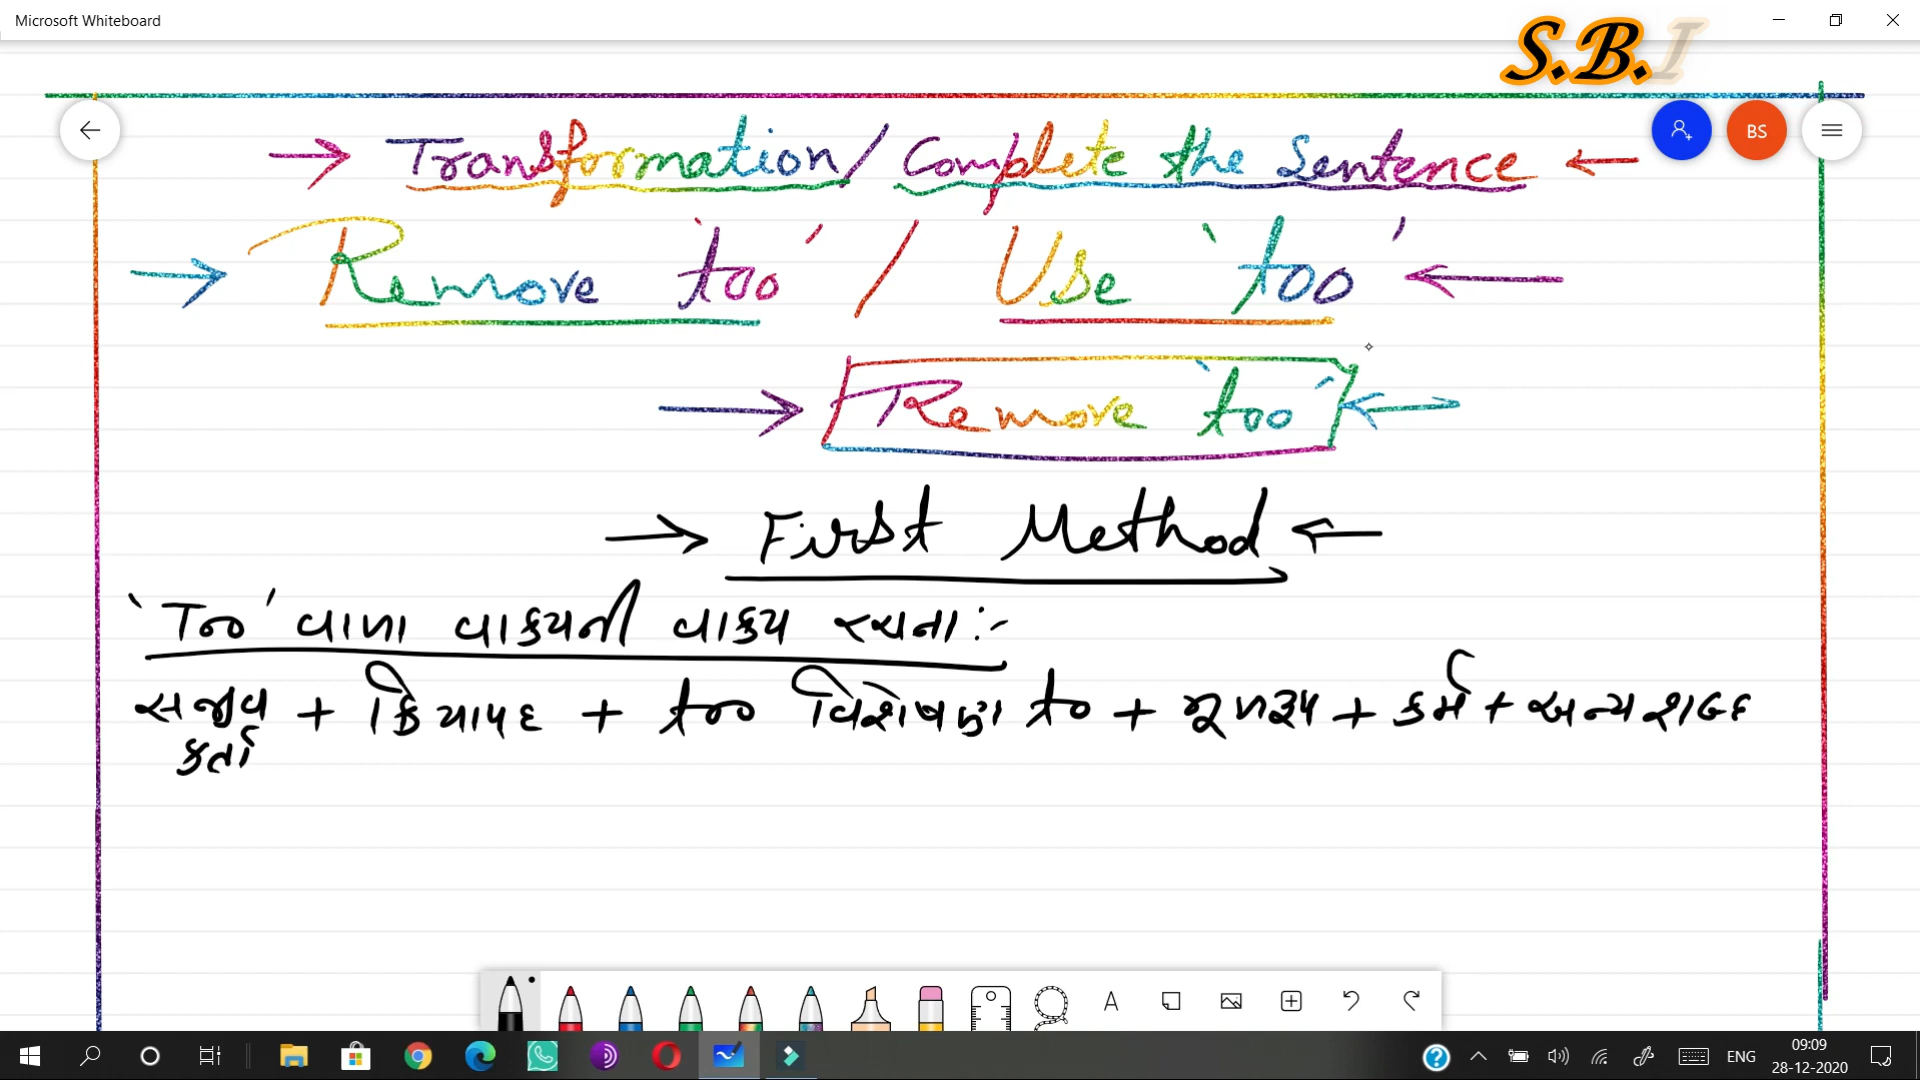 Microsoft Whiteboard
S.B.I
BS
→ Transformation / Complete the Sentence ←
→ Remove 'too' / Use 'too' ←
→ Remove 'too' ←
→ First Method ←
'Too' વાળા વાક્યની વાક્ય રચના :-
સજીવ + ક્રિયાપદ + too વિશેષણ to + મૂળરૂપ + કર્મ + અન્ય શબ્દ
કર્તા
ENG
09:09
28-12-2020